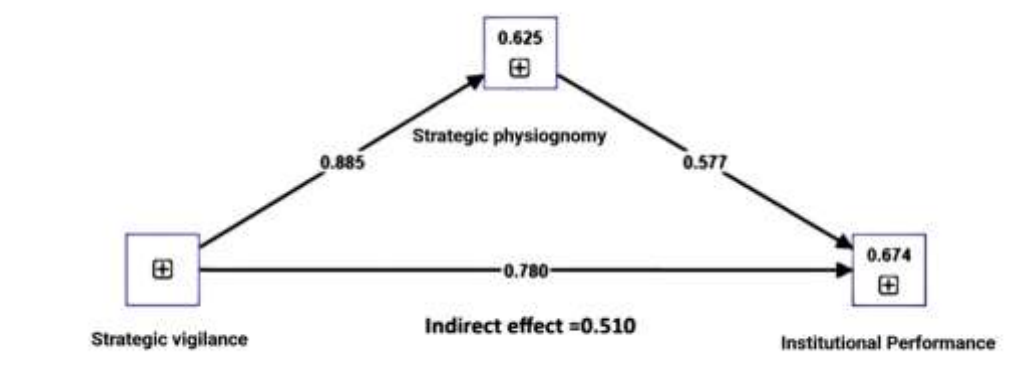 0.625
Strategic physiognomy
0.885
0.577
0.674
0.780
Indirect effect =0.510
Strategic vigilance
Institutional Performance